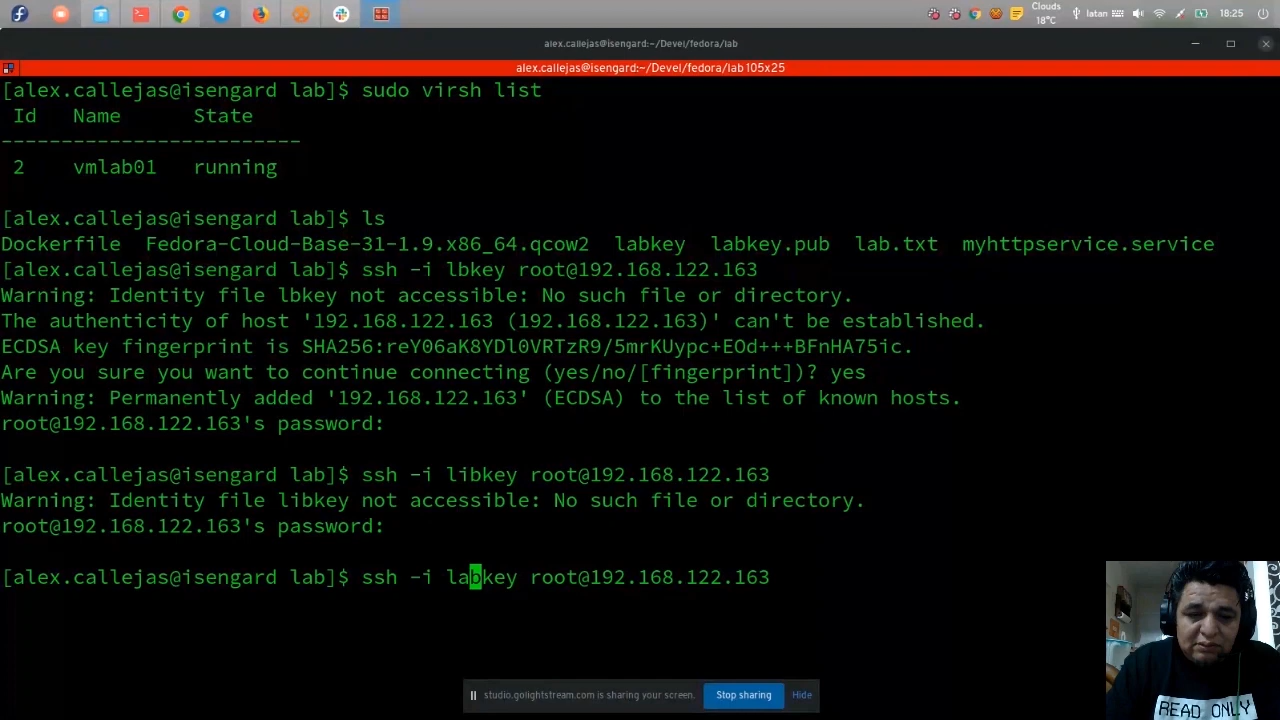 Clouds
18°C
latan
18:25
alex.callejas@isengard:~/Devel/fedora/lab
alex.callejas@isengard:~/Devel/fedora/lab 105x25
[alex.callejas@isengard lab]$ sudo virsh list
Id Name State
-------------------------
2 vmlab01 running
[alex.callejas@isengard lab]$ ls
Dockerfile Fedora-Cloud-Base-31-1.9.x86_64.qcow2 labkey labkey.pub lab.txt myhttpservice.service
[alex.callejas@isengard lab]$ ssh -i lbkey root@192.168.122.163
Warning: Identity file lbkey not accessible: No such file or directory.
The authenticity of host '192.168.122.163 (192.168.122.163)' can't be established.
ECDSA key fingerprint is SHA256:reY06aK8YDl0VRTzR9/5mrKUypc+EOd+++BFnHA75ic.
Are you sure you want to continue connecting (yes/no/[fingerprint])? yes
Warning: Permanently added '192.168.122.163' (ECDSA) to the list of known hosts.
root@192.168.122.163's password:
[alex.callejas@isengard lab]$ ssh -i libkey root@192.168.122.163
Warning: Identity file libkey not accessible: No such file or directory.
root@192.168.122.163's password:
[alex.callejas@isengard lab]$ ssh -i labkey root@192.168.122.163
studio.golightstream.com is sharing your screen.
Stop sharing
Hide
READ ONLY